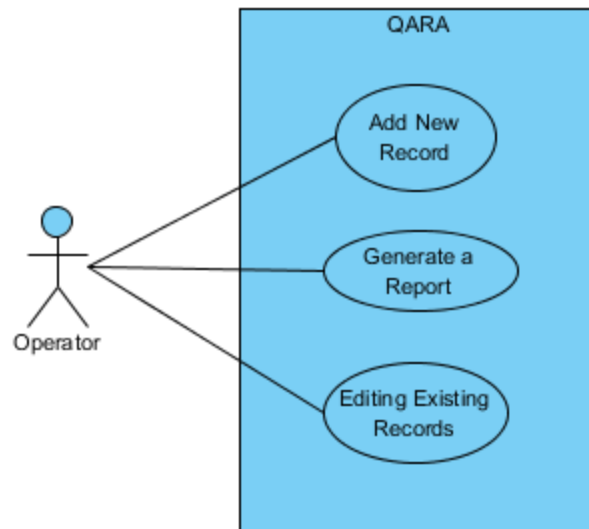 QARA
Add New
Record
Generate a
Report
Operator
Editing Existing
Records